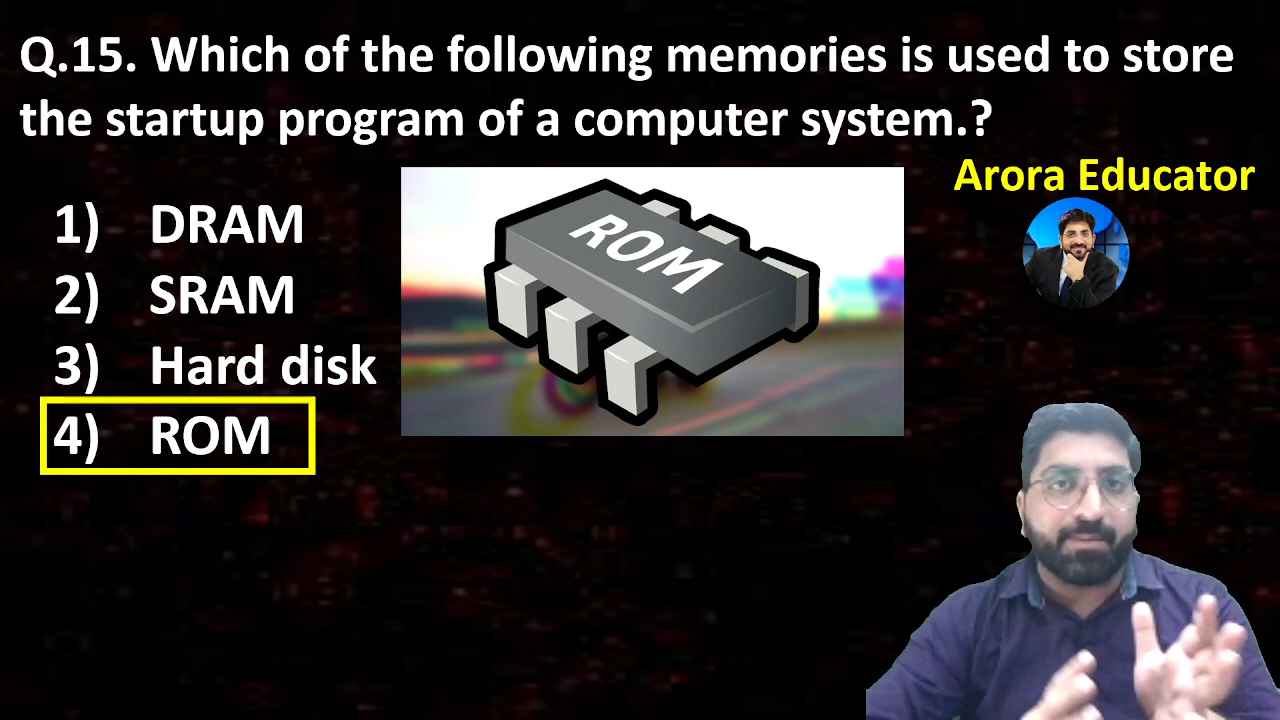 Q.15. Which of the following memories is used to store
the startup program of a computer system.?
Arora Educator
1) DRAM
2) SRAM
3) Hard disk
4) ROM
ROM